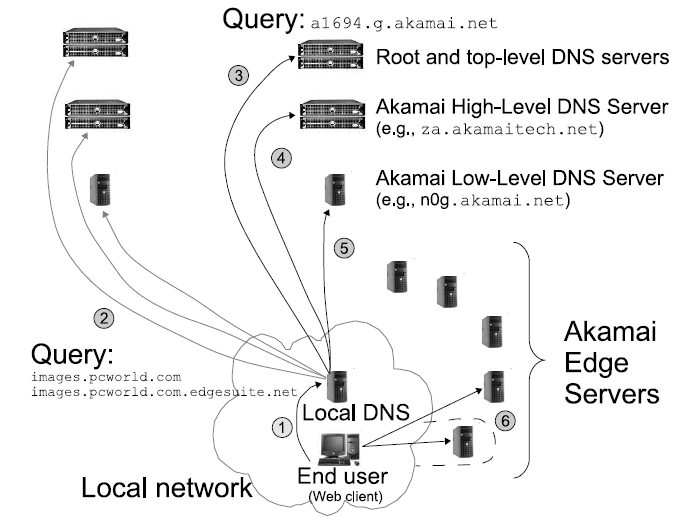 Query: a1694.g.akamai.net
3
Root and top-level DNS servers
Akamai High-Level DNS Server
(e.g., za.akamaitech.net)
4
Akamai Low-Level DNS Server
(e.g., n0g.akamai.net)
5
2
Query:
images.pcworld.com
images.pcworld.com.edgesuite.net
Akamai
Edge
Servers
Local DNS
1
6
End user
(Web client)
Local network